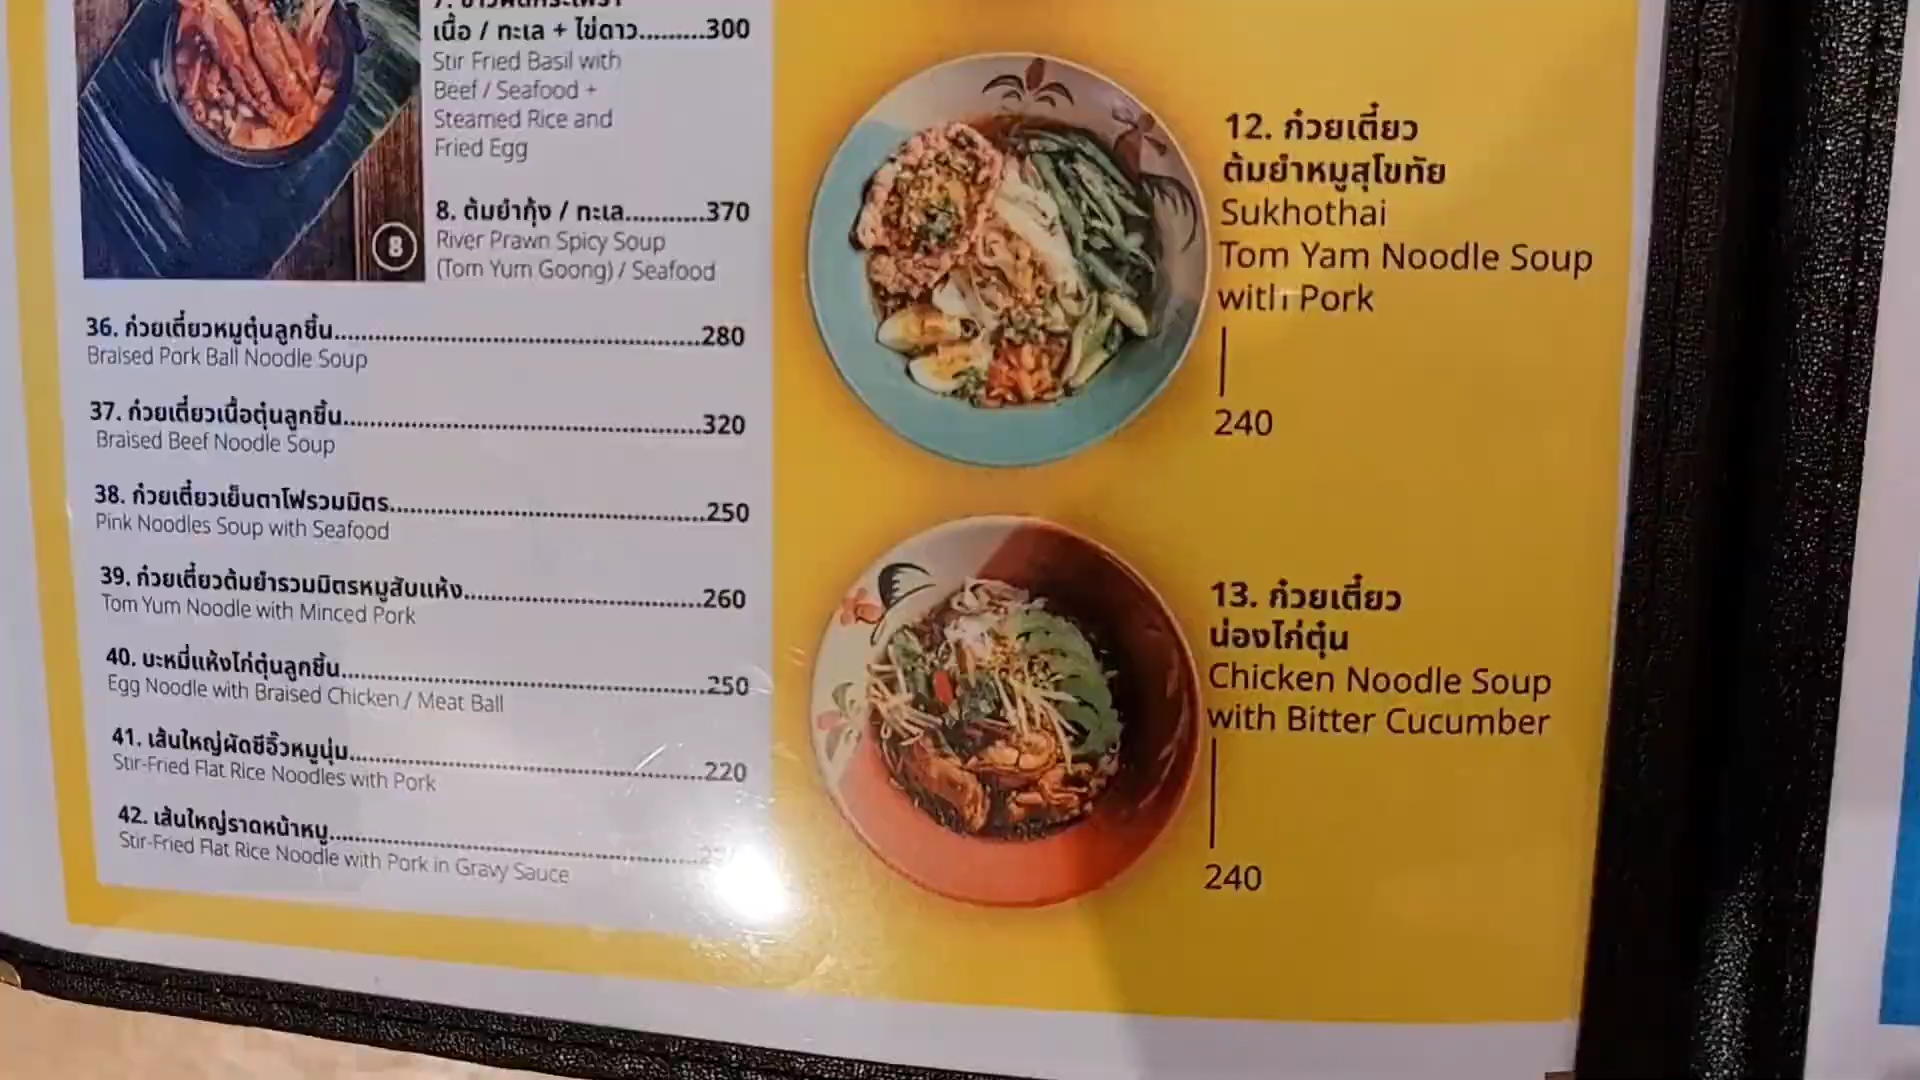 เนื้อ / ทะเล + ไข่ดาว.........300
Stir Fried Basil with
Beef / Seafood +
Steamed Rice and
Fried Egg
8. ต้มยำกุ้ง / ทะเล...........370
River Prawn Spicy Soup
(Tom Yum Goong) / Seafood
8
36. ก๋วยเตี๋ยวหมูตุ๋นลูกชิ้น......280
Braised Pork Ball Noodle Soup
37. ก๋วยเตี๋ยวเนื้อตุ๋นลูกชิ้น......320
Braised Beef Noodle Soup
38. ก๋วยเตี๋ยวเย็นตาโฟรวมมิตร......250
Pink Noodles Soup with Seafood
39. ก๋วยเตี๋ยวต้มยำรวมมิตรหมูสับแห้ง......260
Tom Yum Noodle with Minced Pork
40. บะหมี่แห้งไก่ตุ๋นลูกชิ้น......250
Egg Noodle with Braised Chicken / Meat Ball
41. เส้นใหญ่ผัดซีอิ๊วหมูนุ่ม......220
Stir-Fried Flat Rice Noodles with Pork
42. เส้นใหญ่ราดหน้าหมู......
Stir-Fried Flat Rice Noodle with Pork in Gravy Sauce
12. ก๋วยเตี๋ยว
ต้มยำหมูสุโขทัย
Sukhothai
Tom Yam Noodle Soup
with Pork
240
13. ก๋วยเตี๋ยว
น่องไก่ตุ๋น
Chicken Noodle Soup
with Bitter Cucumber
240